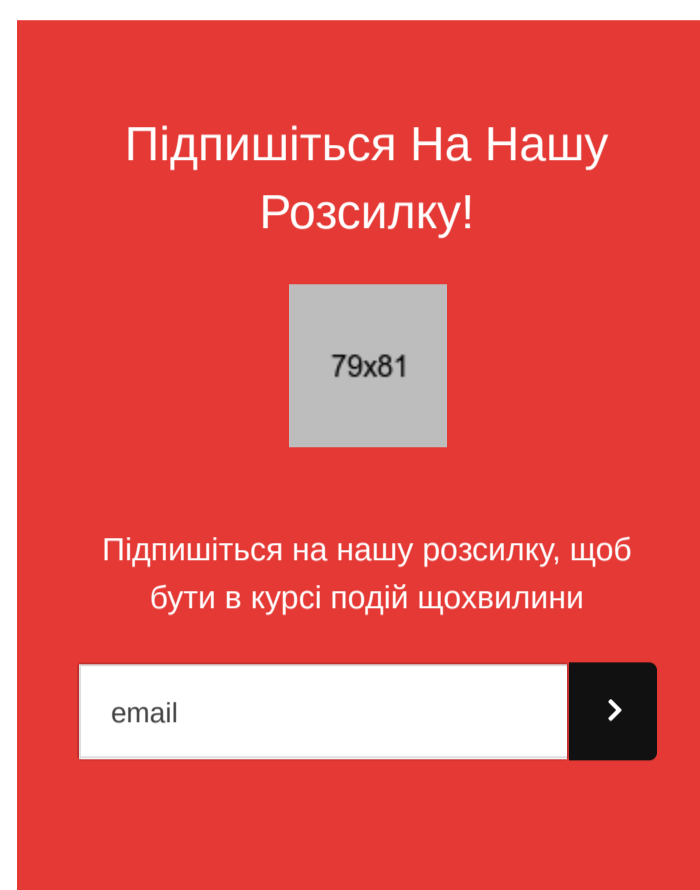 Підпишіться На Нашу
Розсилку!
79x81
Підпишіться на нашу розсилку, щоб
бути в курсі подій щохвилини
email